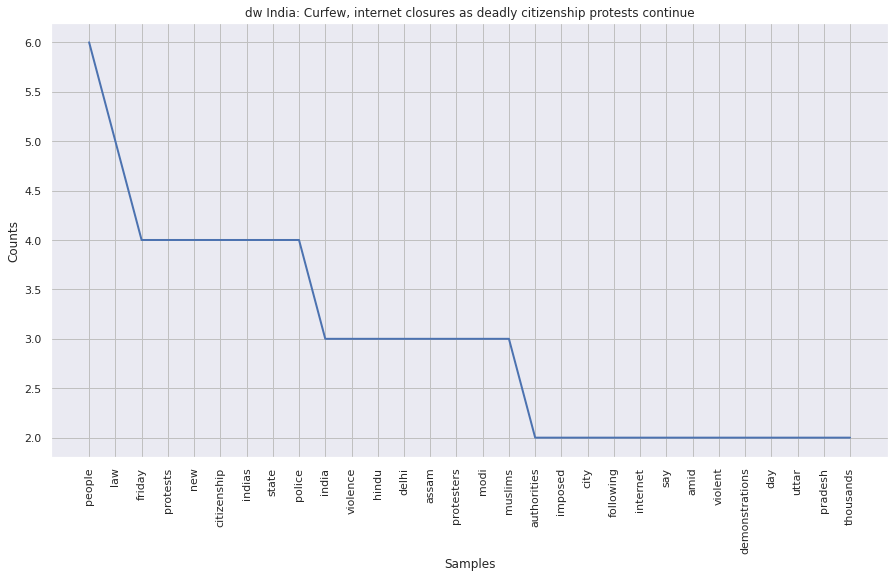 dw India: Curfew, internet closures as deadly citizenship protests continue
6.0
5.5
5.0
4.5
4.0
3.5
3.0
2.5
2.0
Counts
people
law
friday
protests
new
citizenship
indias
state
police
india
violence
hindu
delhi
assam
protesters
modi
muslims
authorities
imposed
city
following
internet
say
amid
violent
demonstrations
day
uttar
pradesh
thousands
Samples